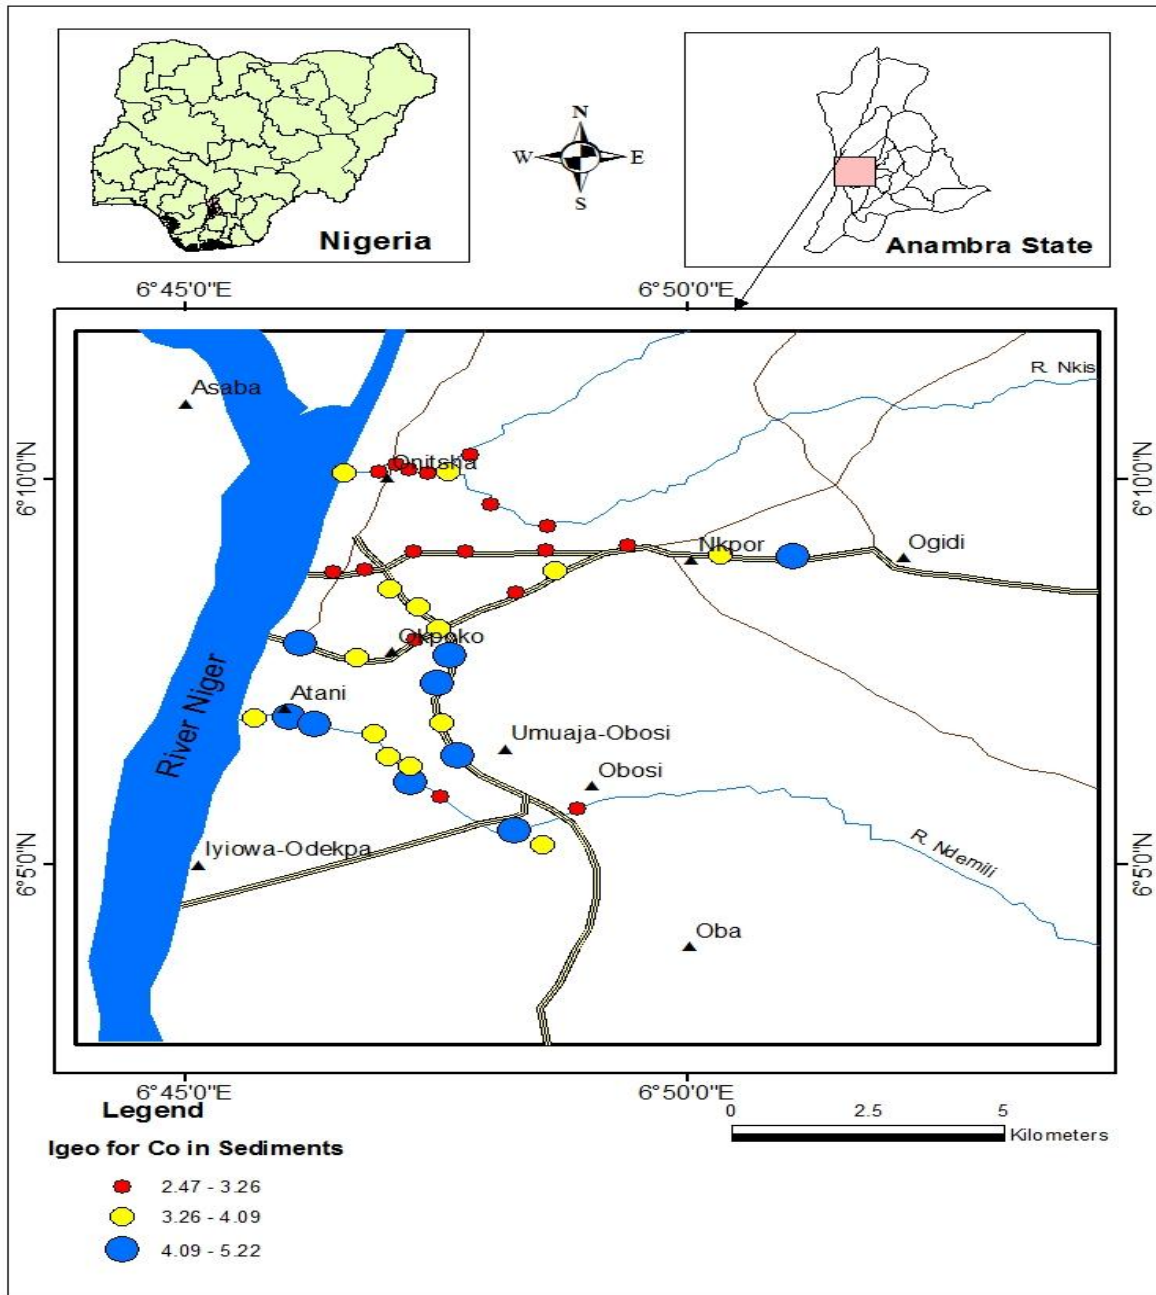 N
W E
S
Nigeria
Anambra State
6°45'0"E 6°50'0"E
Asaba
R. Nkis
Onitsha
6°10'0"N 6°10'0"N
Nkpor
Ogidi
Okpoko
River Niger
Atani
Umuaja-Obosi
Obosi
Iyiowa-Odekpa
R. Ndemili
6°5'0"N 6°5'0"N
Oba
6°45'0"E 6°50'0"E
Legend
0 2.5 5
Kilometers
Igeo for Co in Sediments
2.47 - 3.26
3.26 - 4.09
4.09 - 5.22